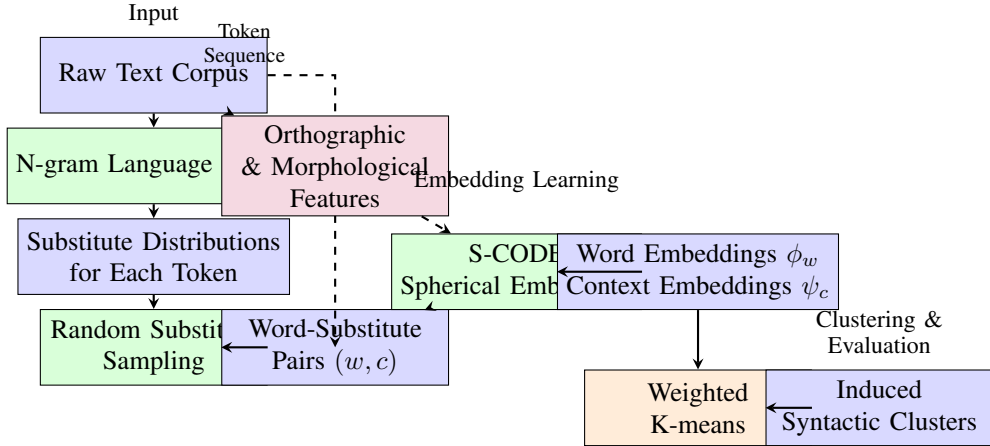 Input
Token
Sequence
Raw Text Corpus
Orthographic
& Morphological
Features
N-gram Language
Embedding Learning
Substitute Distributions
for Each Token
S-CODE
Spherical Emb
Word Embeddings ϕ_w
Context Embeddings ψ_c
Random Substit
Sampling
Word-Substitute
Pairs (w, c)
Clustering &
Evaluation
Weighted
K-means
Induced
Syntactic Clusters